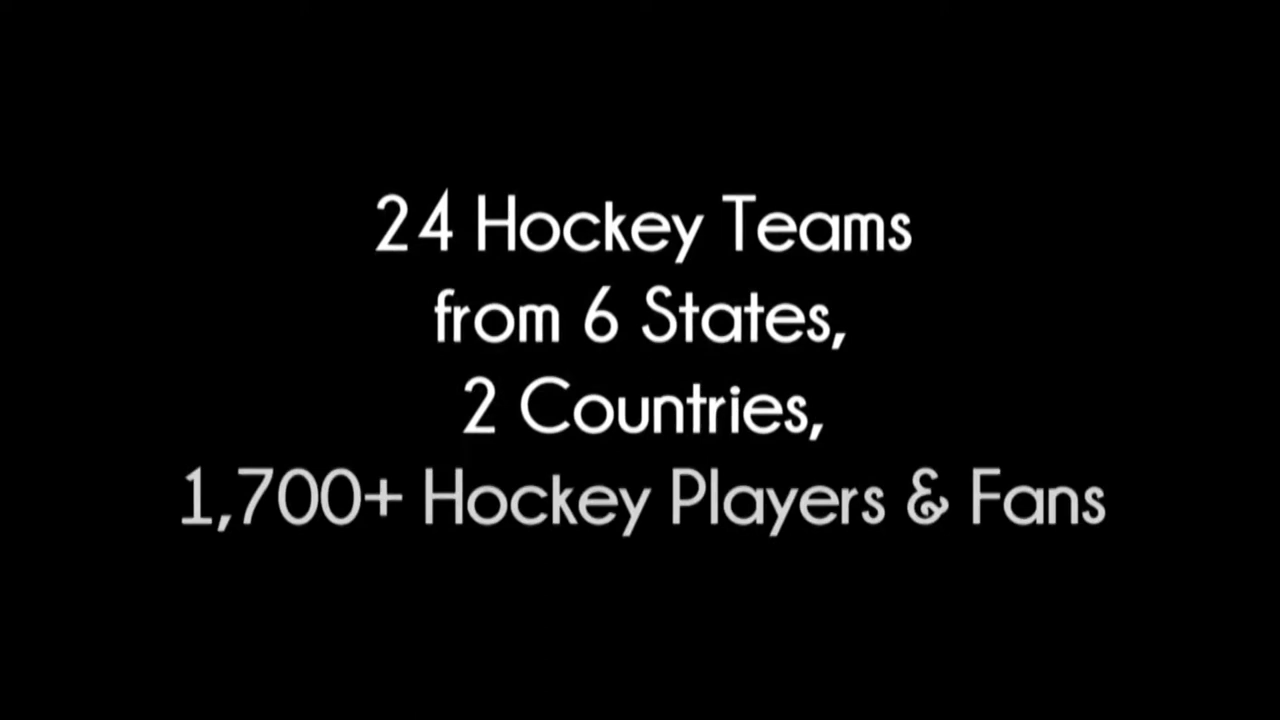 24 Hockey Teams
from 6 States,
2 Countries,
1,700+ Hockey Players & Fans